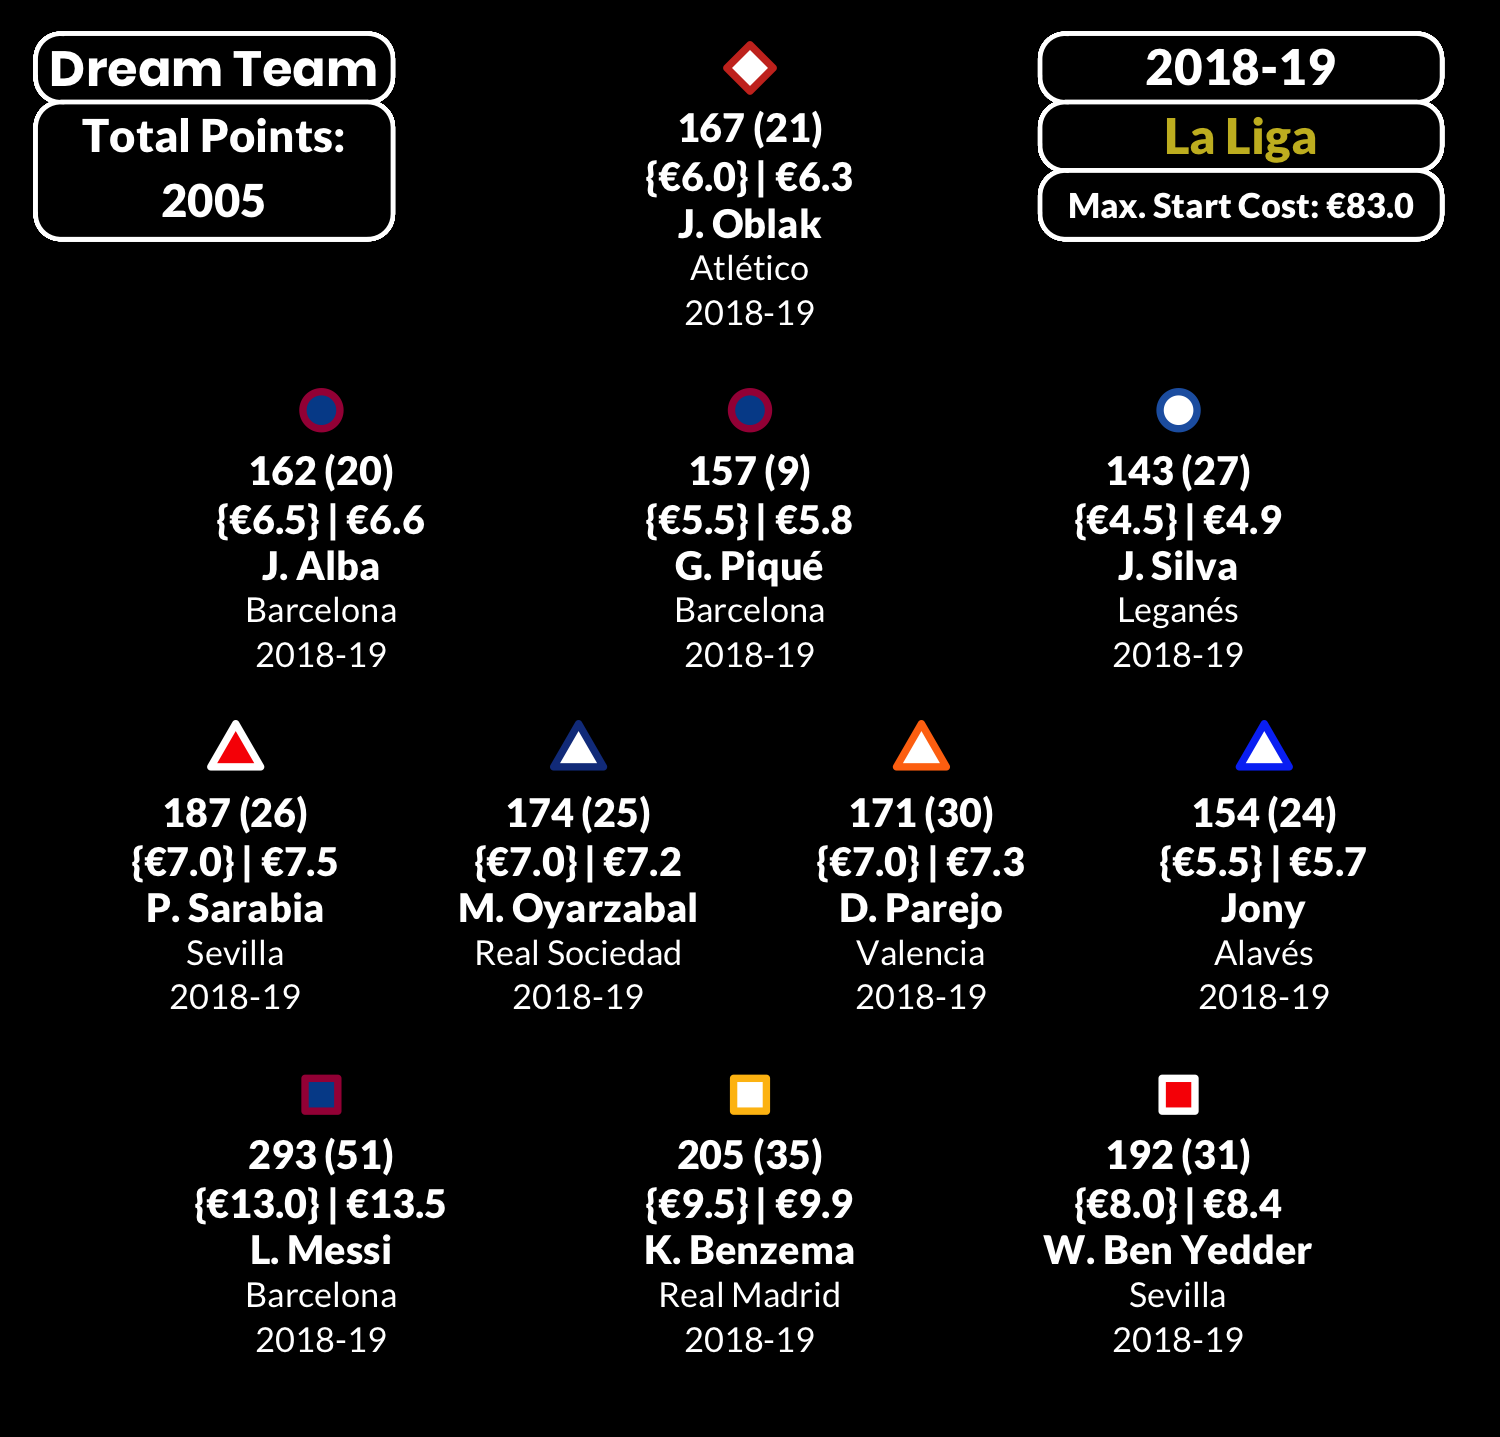 Dream Team
Total Points:
2005
2018-19
La Liga
Max. Start Cost: €83.0
167 (21)
{€6.0} | €6.3
J. Oblak
Atlético
2018-19
162 (20)
{€6.5} | €6.6
J. Alba
Barcelona
2018-19
157 (9)
{€5.5} | €5.8
G. Piqué
Barcelona
2018-19
143 (27)
{€4.5} | €4.9
J. Silva
Leganés
2018-19
187 (26)
{€7.0} | €7.5
P. Sarabia
Sevilla
2018-19
174 (25)
{€7.0} | €7.2
M. Oyarzabal
Real Sociedad
2018-19
171 (30)
{€7.0} | €7.3
D. Parejo
Valencia
2018-19
154 (24)
{€5.5} | €5.7
Jony
Alavés
2018-19
293 (51)
{€13.0} | €13.5
L. Messi
Barcelona
2018-19
205 (35)
{€9.5} | €9.9
K. Benzema
Real Madrid
2018-19
192 (31)
{€8.0} | €8.4
W. Ben Yedder
Sevilla
2018-19